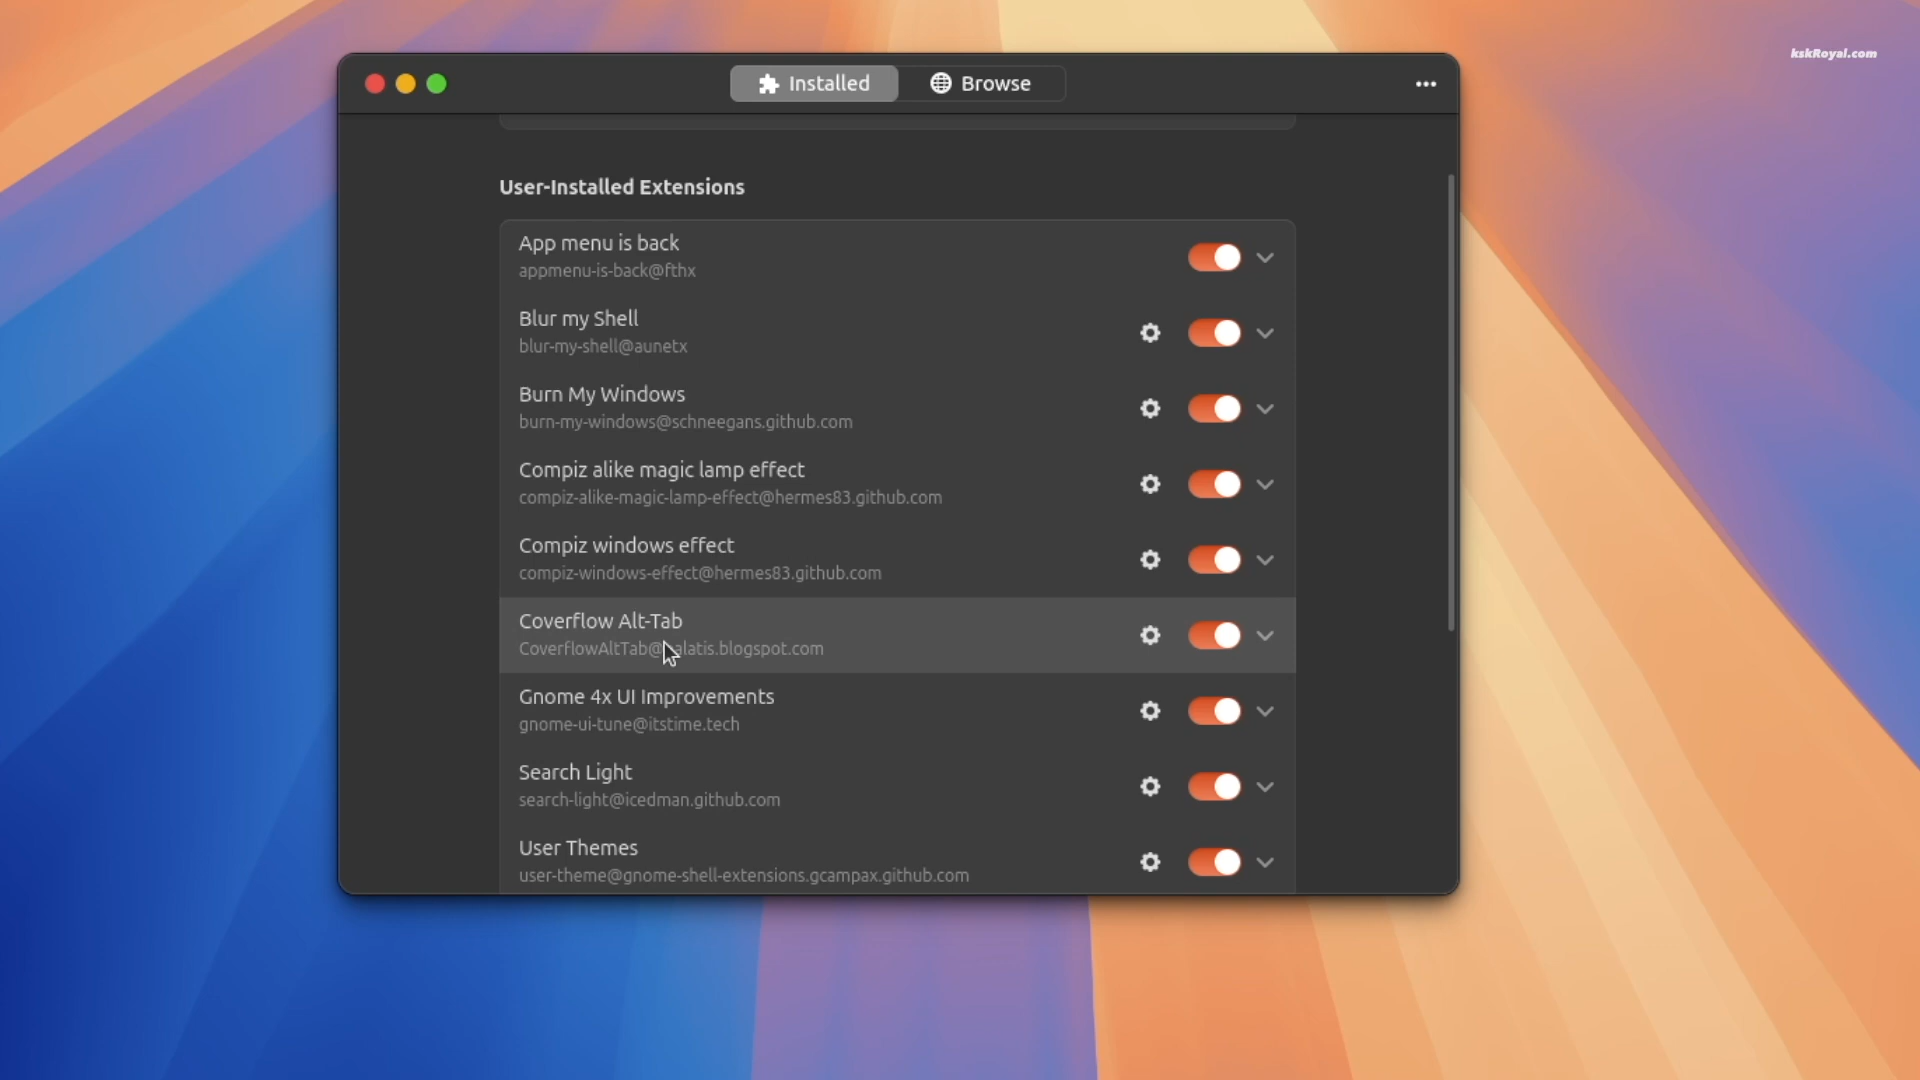 kskRoyal.com
Installed
Browse
User-Installed Extensions
App menu is back
appmenu-is-back@fthx
Blur my Shell
blur-my-shell@aunetx
Burn My Windows
burn-my-windows@schneegans.github.com
Compiz alike magic lamp effect
compiz-alike-magic-lamp-effect@hermes83.github.com
Compiz windows effect
compiz-windows-effect@hermes83.github.com
Coverflow Alt-Tab
CoverflowAltTab@palatis.blogspot.com
Gnome 4x UI Improvements
gnome-ui-tune@itstime.tech
Search Light
search-light@icedman.github.com
User Themes
user-theme@gnome-shell-extensions.gcampax.github.com